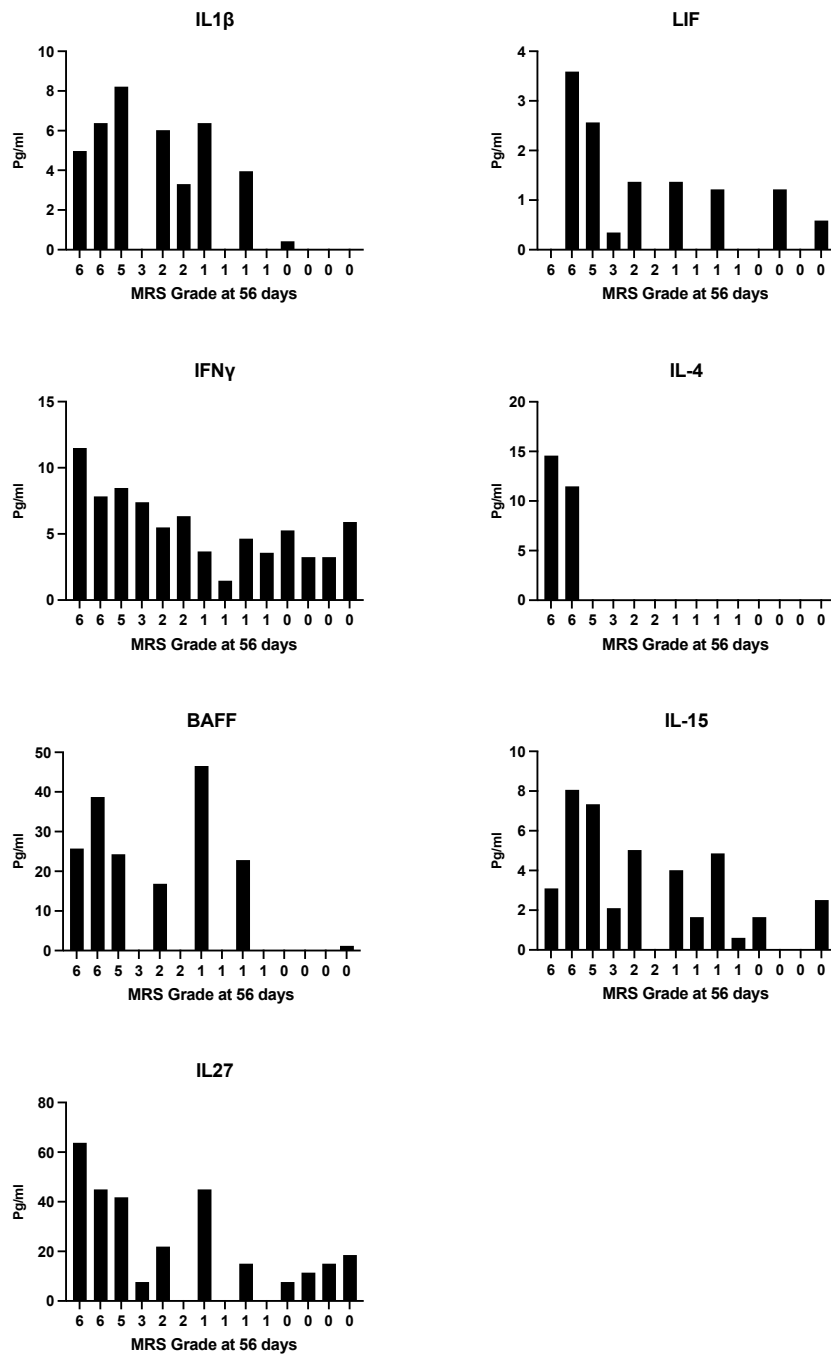 IL1β
10
8
6
4
2
0
Pg/ml
6 6 5 3 2 2 1 1 1 1 0 0 0 0
MRS Grade at 56 days
LIF
4
3
2
1
0
Pg/ml
6 6 5 3 2 2 1 1 1 1 0 0 0 0
MRS Grade at 56 days
IFNγ
15
10
5
0
Pg/ml
6 6 5 3 2 2 1 1 1 1 0 0 0 0
MRS Grade at 56 days
IL-4
20
15
10
5
0
Pg/ml
6 6 5 3 2 2 1 1 1 1 0 0 0 0
MRS Grade at 56 days
BAFF
50
40
30
20
10
0
Pg/ml
6 6 5 3 2 2 1 1 1 1 0 0 0 0
MRS Grade at 56 days
IL-15
10
8
6
4
2
0
Pg/ml
6 6 5 3 2 2 1 1 1 1 0 0 0 0
MRS Grade at 56 days
IL27
80
60
40
20
0
Pg/ml
6 6 5 3 2 2 1 1 1 1 0 0 0 0
MRS Grade at 56 days